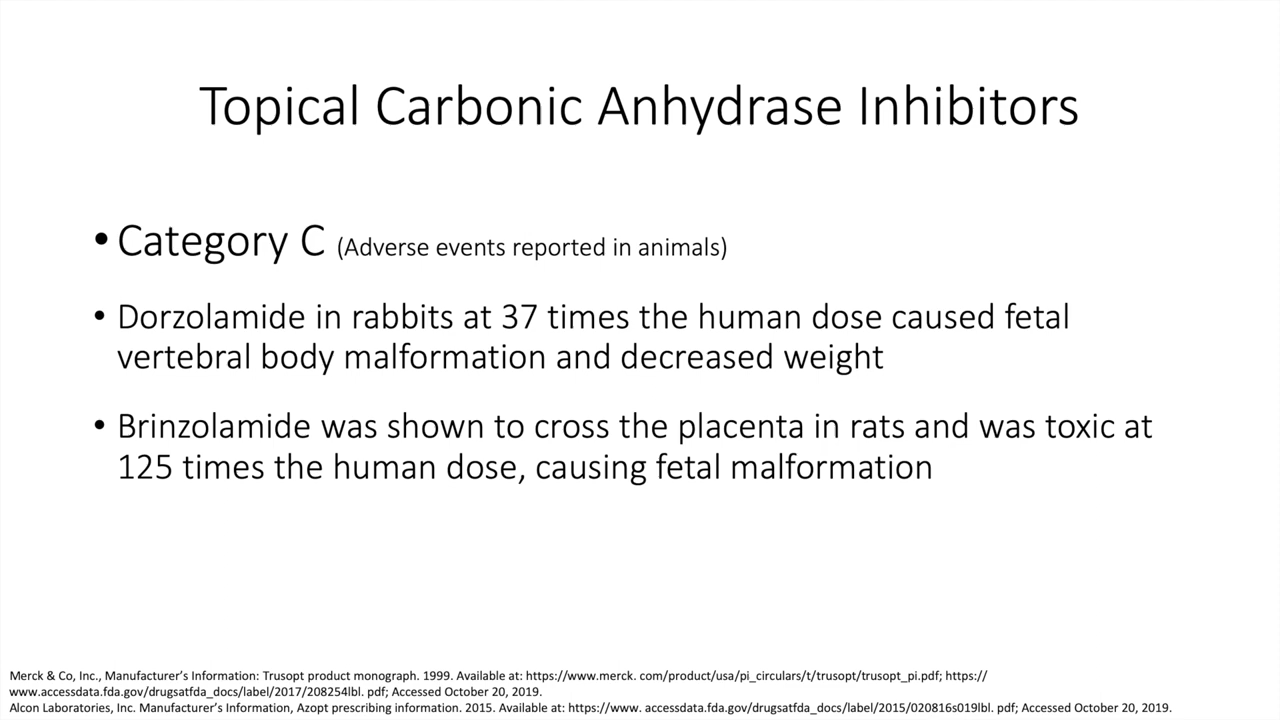 Topical Carbonic Anhydrase Inhibitors
• Category C (Adverse events reported in animals)
• Dorzolamide in rabbits at 37 times the human dose caused fetal
vertebral body malformation and decreased weight
• Brinzolamide was shown to cross the placenta in rats and was toxic at
125 times the human dose, causing fetal malformation
Merck & Co, Inc., Manufacturer's Information: Trusopt product monograph. 1999. Available at: https://www.merck. com/product/usa/pi_circulars/t/trusopt/trusopt_pi.pdf; https://
www.accessdata.fda.gov/drugsatfda_docs/label/2017/208254lbl. pdf; Accessed October 20, 2019.
Alcon Laboratories, Inc. Manufacturer's Information, Azopt prescribing information. 2015. Available at: https://www. accessdata.fda.gov/drugsatfda_docs/label/2015/020816s019lbl. pdf; Accessed October 20, 2019.